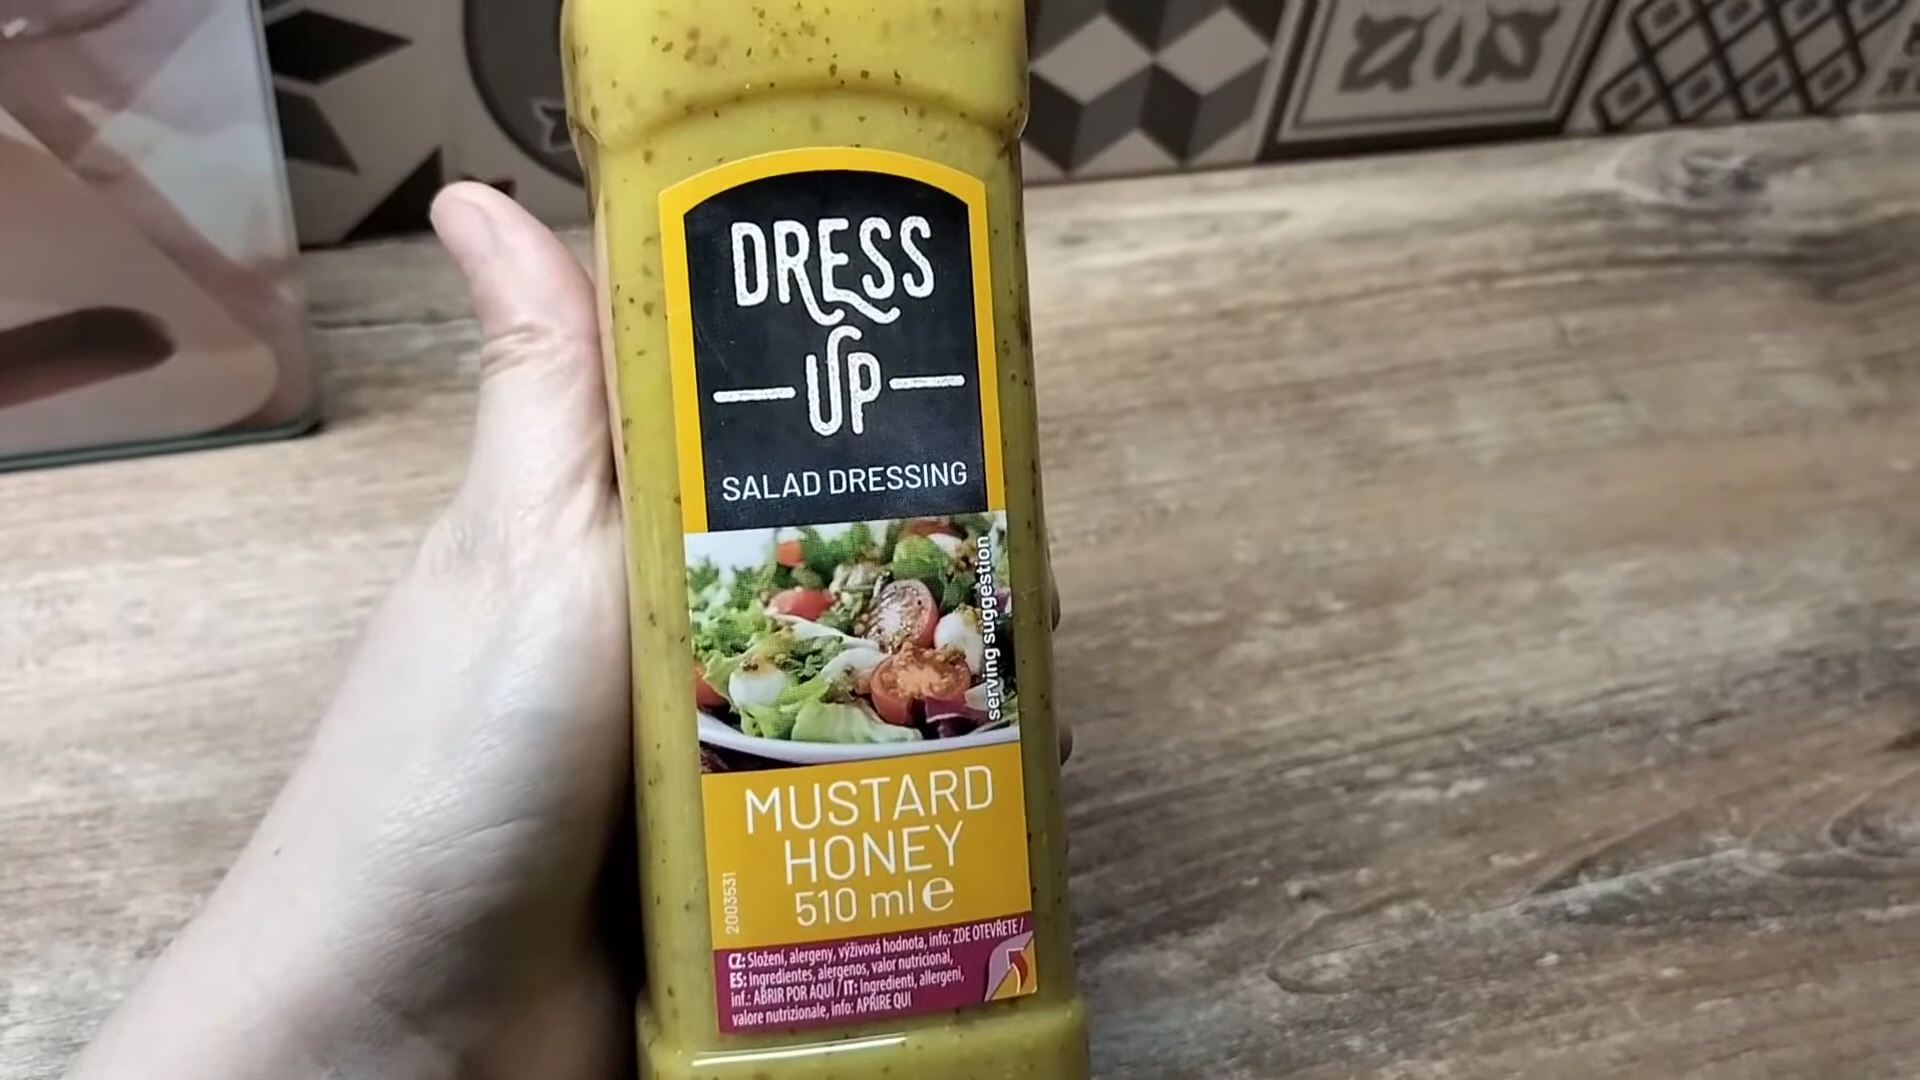 DRESS
UP
SALAD DRESSING
serving suggestion
MUSTARD
HONEY
510 ml e
2003531
CZ: Složení, alergeny, výživová hodnota, info: ZDE OTEVŘETE /
ES: ingredientes, alergenos, valor nutricional,
inf.: ABRIR POR AQUÍ / IT: Ingredienti, allergeni,
valore nutrizionale, info: APRIRE QUI